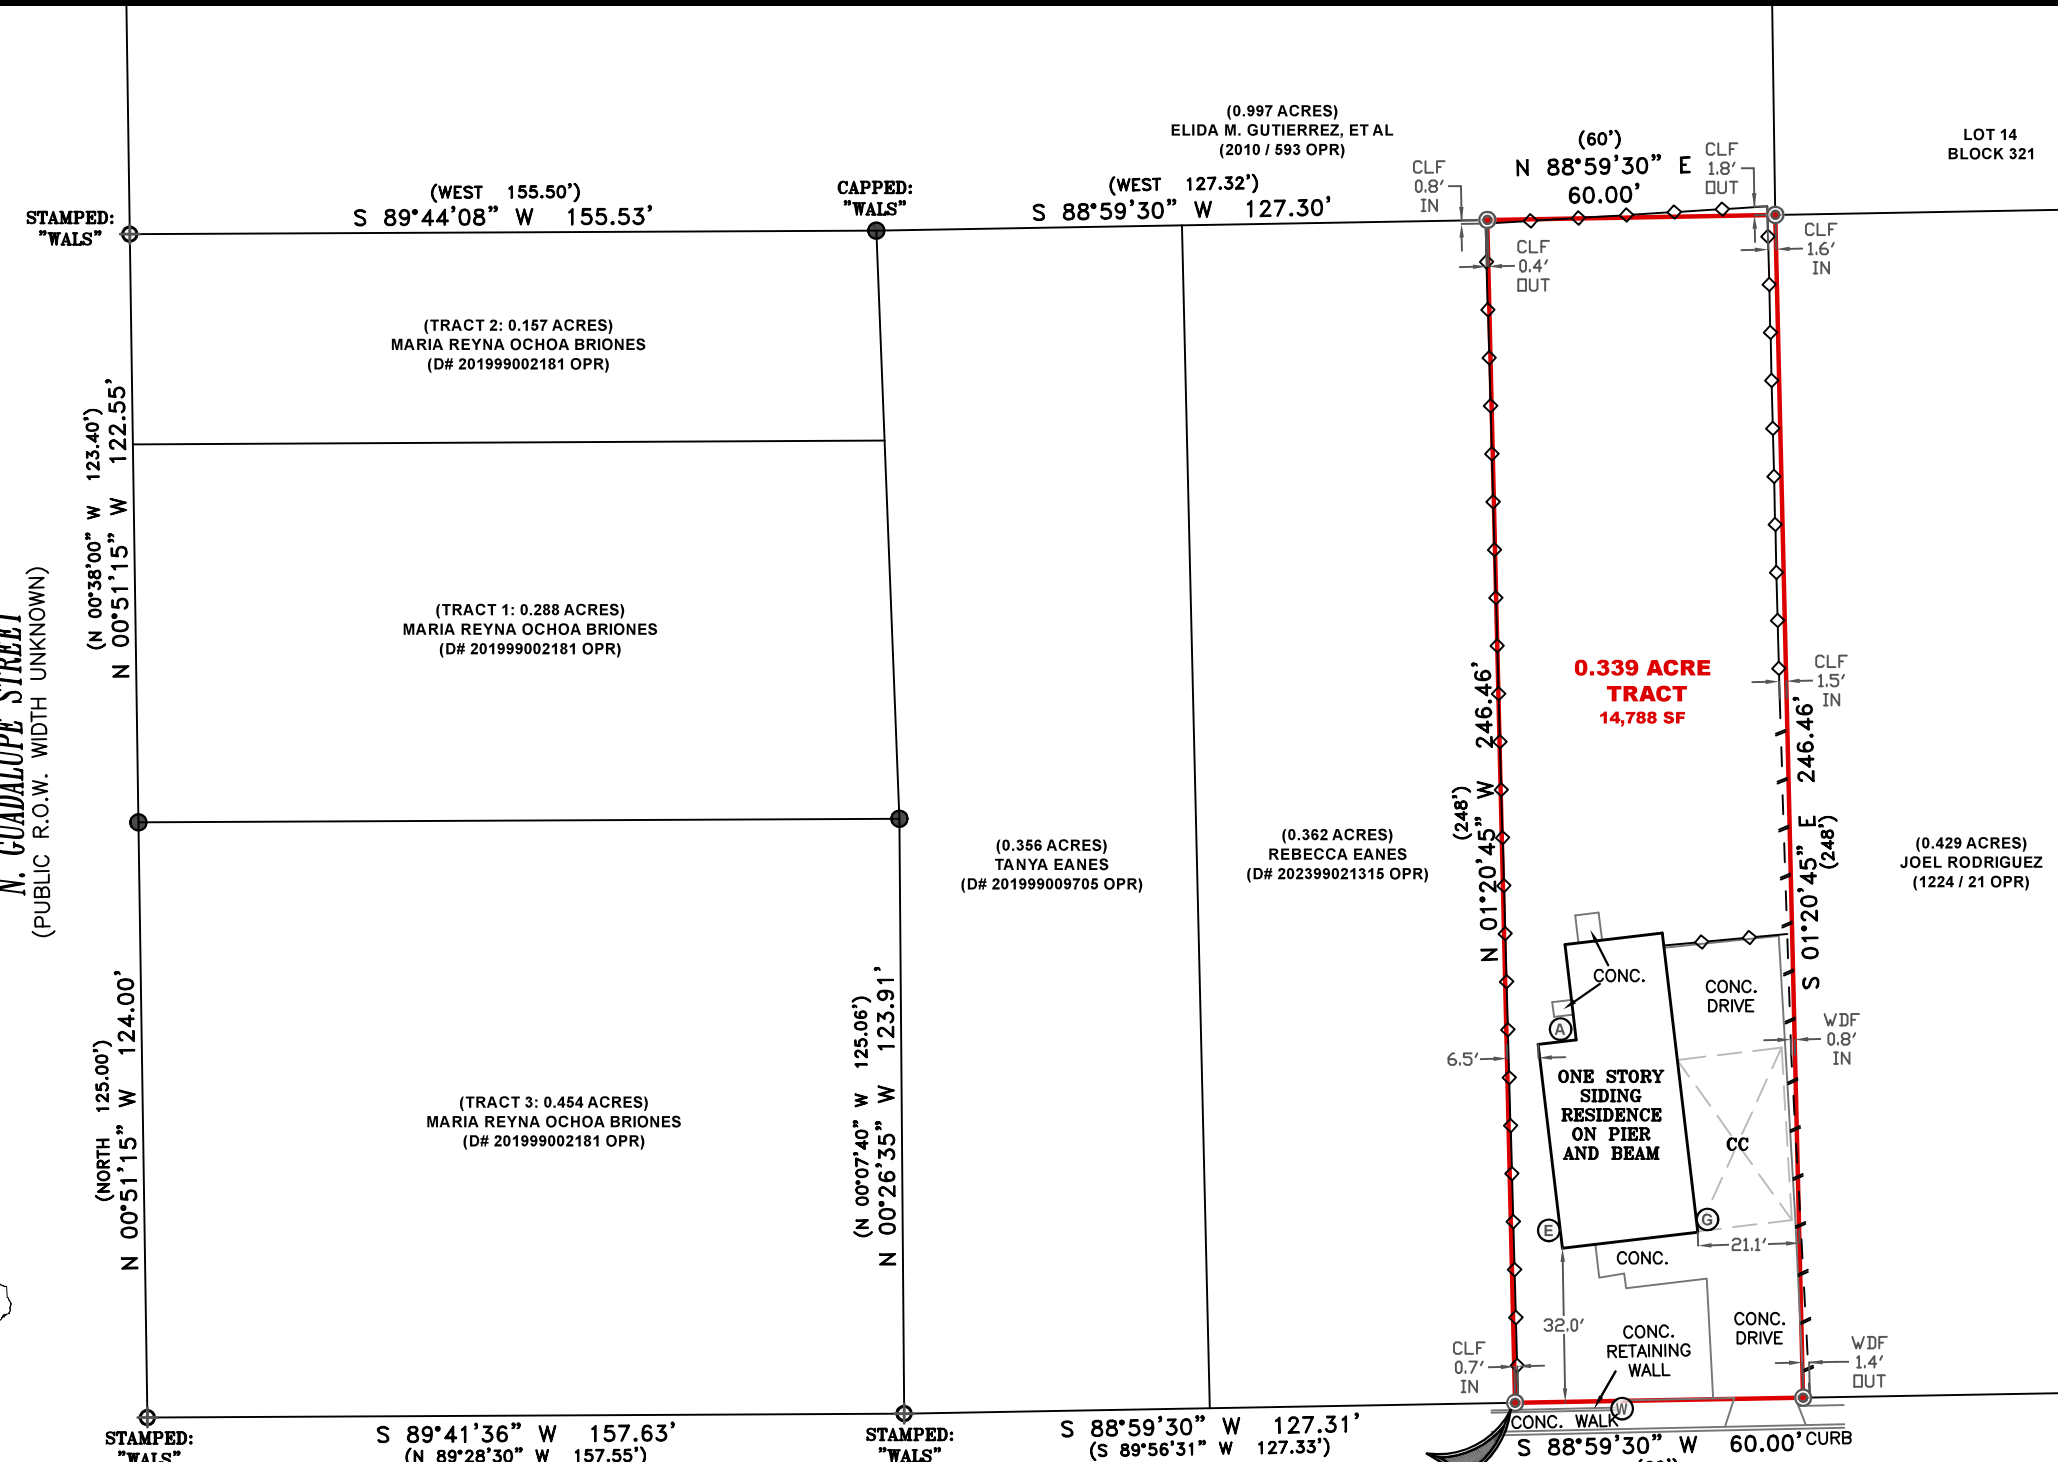 (0.997 ACRES)
ELIDA M. GUTIERREZ, ET AL
(2010 / 593 OPR)
(60')
N 88°59'30" E
60.00'
CLF
0.8'
IN
CLF
1.8'
OUT
LOT 14
BLOCK 321
STAMPED:
"WALS"
(WEST 155.50')
S 89°44'08" W 155.53'
CAPPED:
"WALS"
(WEST 127.32')
S 88°59'30" W 127.30'
CLF
0.4'
OUT
CLF
1.6'
IN
(TRACT 2: 0.157 ACRES)
MARIA REYNA OCHOA BRIONES
(D# 201999002181 OPR)
(N 00°38'00" W 123.40')
N 00°51'15" W 122.55'
(TRACT 1: 0.288 ACRES)
MARIA REYNA OCHOA BRIONES
(D# 201999002181 OPR)
N. GUADALUPE STREET
(PUBLIC R.O.W. WIDTH UNKNOWN)
0.339 ACRE
TRACT
14,788 SF
CLF
1.5'
IN
N 01°20'45" W 246.46'
(248')
S 01°20'45" E 246.46'
(248')
(0.356 ACRES)
TANYA EANES
(D# 201999009705 OPR)
(0.362 ACRES)
REBECCA EANES
(D# 202399021315 OPR)
(0.429 ACRES)
JOEL RODRIGUEZ
(1224 / 21 OPR)
CONC.
CONC.
DRIVE
A
WDF
0.8'
IN
6.5'
ONE STORY
SIDING
RESIDENCE
ON PIER
AND BEAM
CC
(NORTH 125.00')
N 00°51'15" W 124.00'
(TRACT 3: 0.454 ACRES)
MARIA REYNA OCHOA BRIONES
(D# 201999002181 OPR)
(N 00°07'40" W 125.06')
N 00°26'35" W 123.91'
E
G
21.1'
CONC.
32.0'
CONC.
RETAINING
WALL
CONC.
DRIVE
CLF
0.7'
IN
WDF
1.4'
OUT
W
CONC. WALK
CURB
STAMPED:
"WALS"
S 89°41'36" W 157.63'
(N 89°28'30" W 157.55')
STAMPED:
"WALS"
S 88°59'30" W 127.31'
(S 89°56'31" W 127.33')
S 88°59'30" W 60.00'